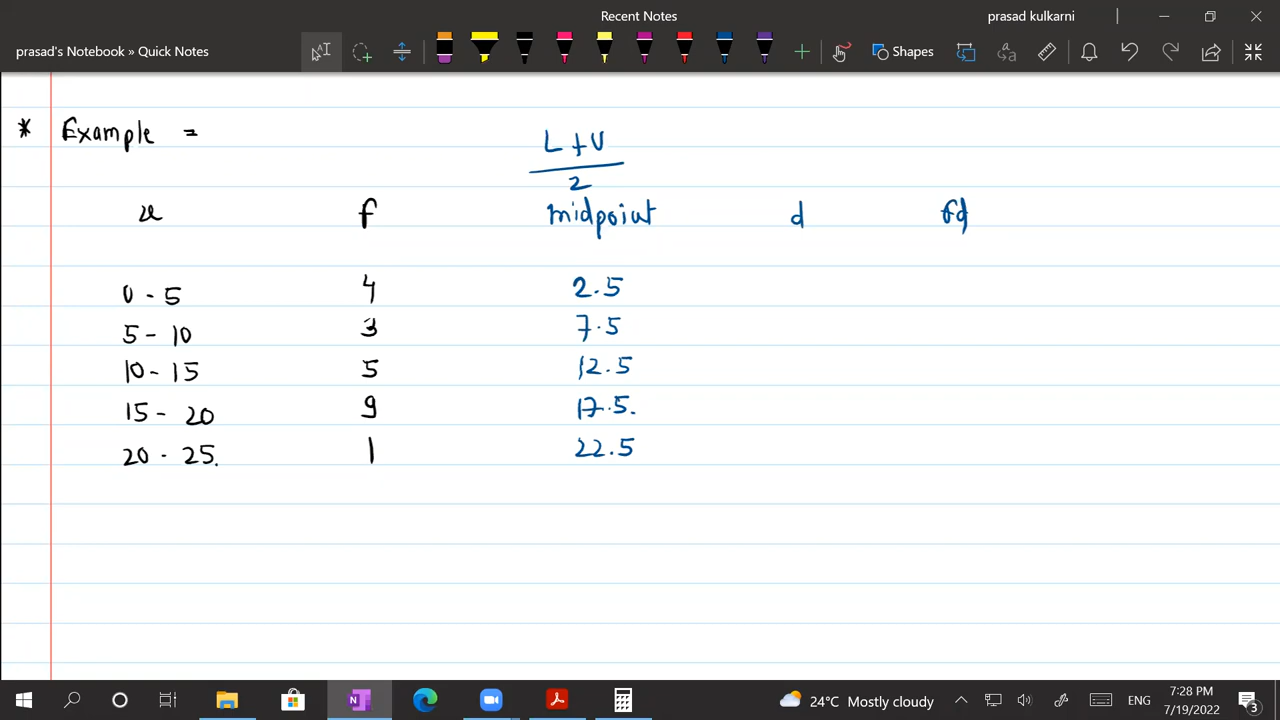 Recent Notes prasad kulkarni
prasad's Notebook » Quick Notes Shapes
* Example =
L + U
2
x f midpoint d fd
0 - 5 4 2.5
5 - 10 3 7.5
10 - 15 5 12.5
15 - 20 9 17.5.
20 - 25. 1 22.5
24°C Mostly cloudy ENG 7:28 PM
7/19/2022 3